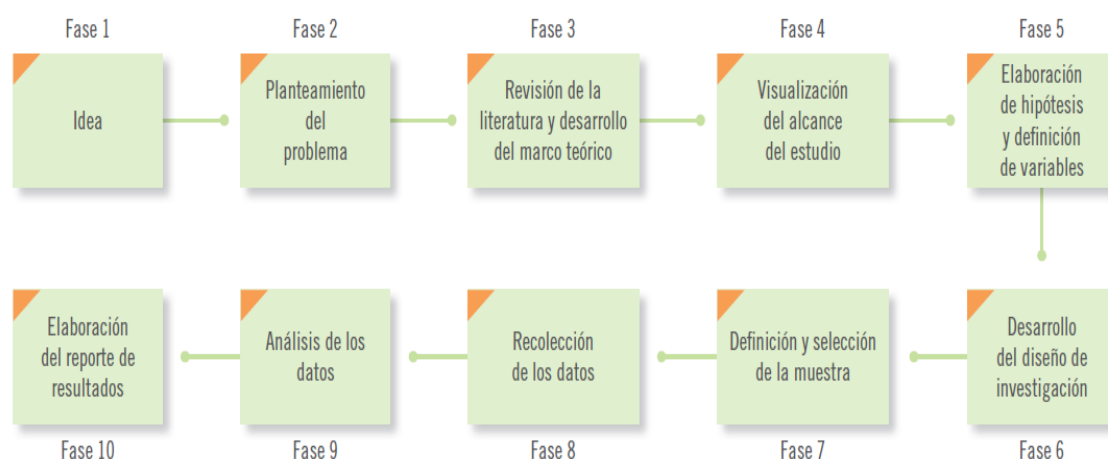 Fase 1
Idea
Fase 2
Planteamiento
del
problema
Fase 3
Revisión de la
literatura y desarrollo
del marco teórico
Fase 4
Visualización
del alcance
del estudio
Fase 5
Elaboración
de hipótesis
y definición
de variables
Desarrollo
del diseño de
investigación
Fase 6
Definición y selección
de la muestra
Fase 7
Recolección
de los datos
Fase 8
Análisis de los
datos
Fase 9
Elaboración
del reporte de
resultados
Fase 10